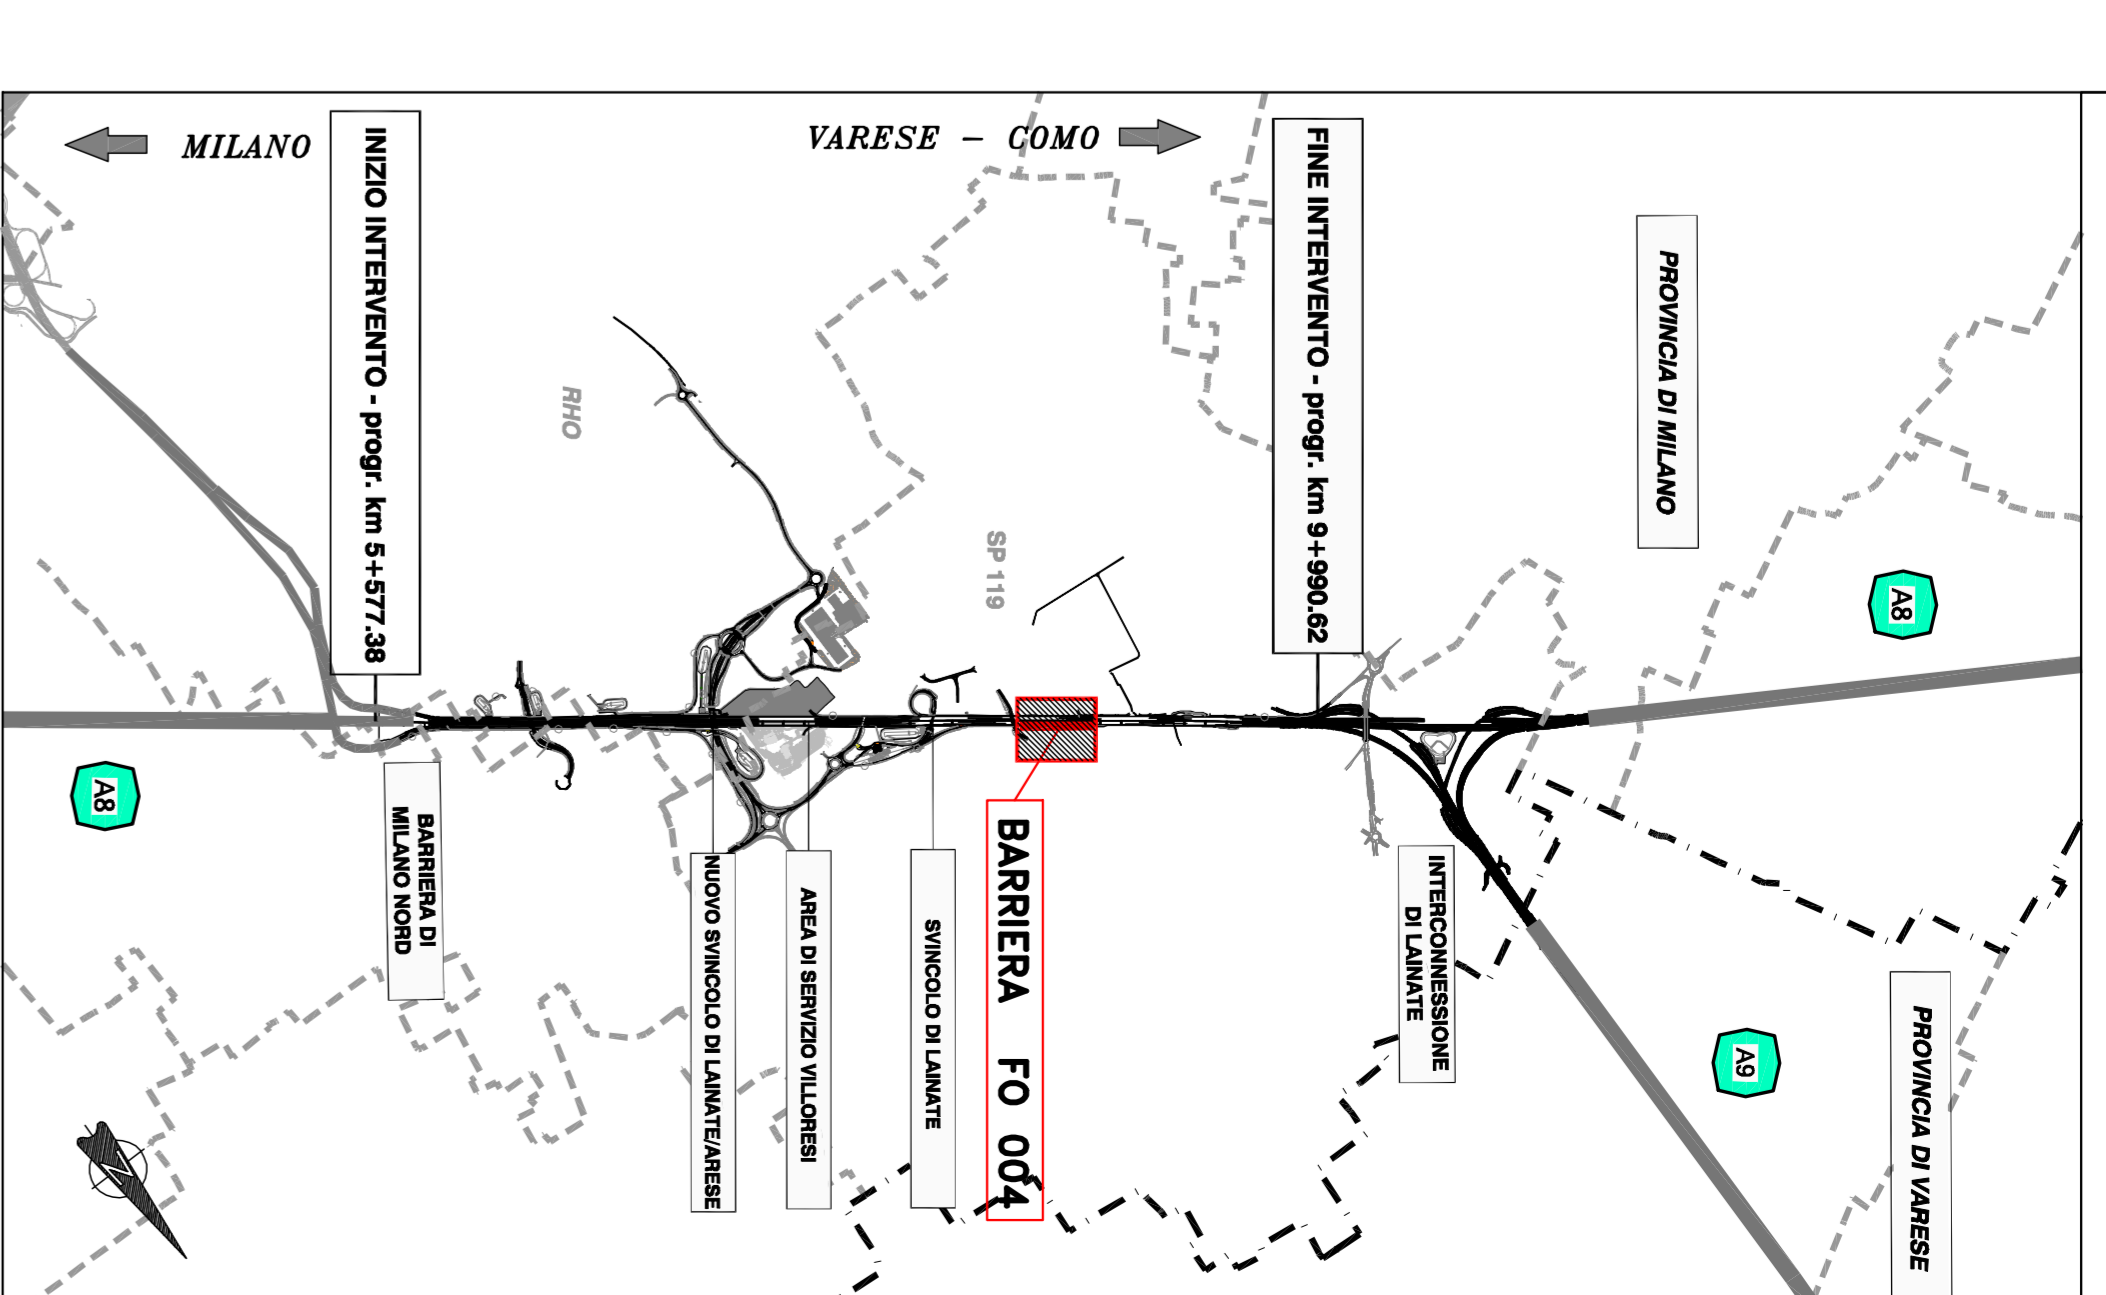 MILANO
VARESE - COMO
INIZIO INTERVENTO - progr. km 5+577.38
FINE INTERVENTO - progr. km 9+990.62
PROVINCIA DI MILANO
RHO
SP 119
A8
A8
BARRIERA DI
MILANO NORD
NUOVO SVINCOLO DI LAINATE/ARESE
AREA DI SERVIZIO VILLORESI
SVINCOLO DI LAINATE
BARRIERA FO 004
INTERCONNESSIONE
DI LAINATE
A9
PROVINCIA DI VARESE
N